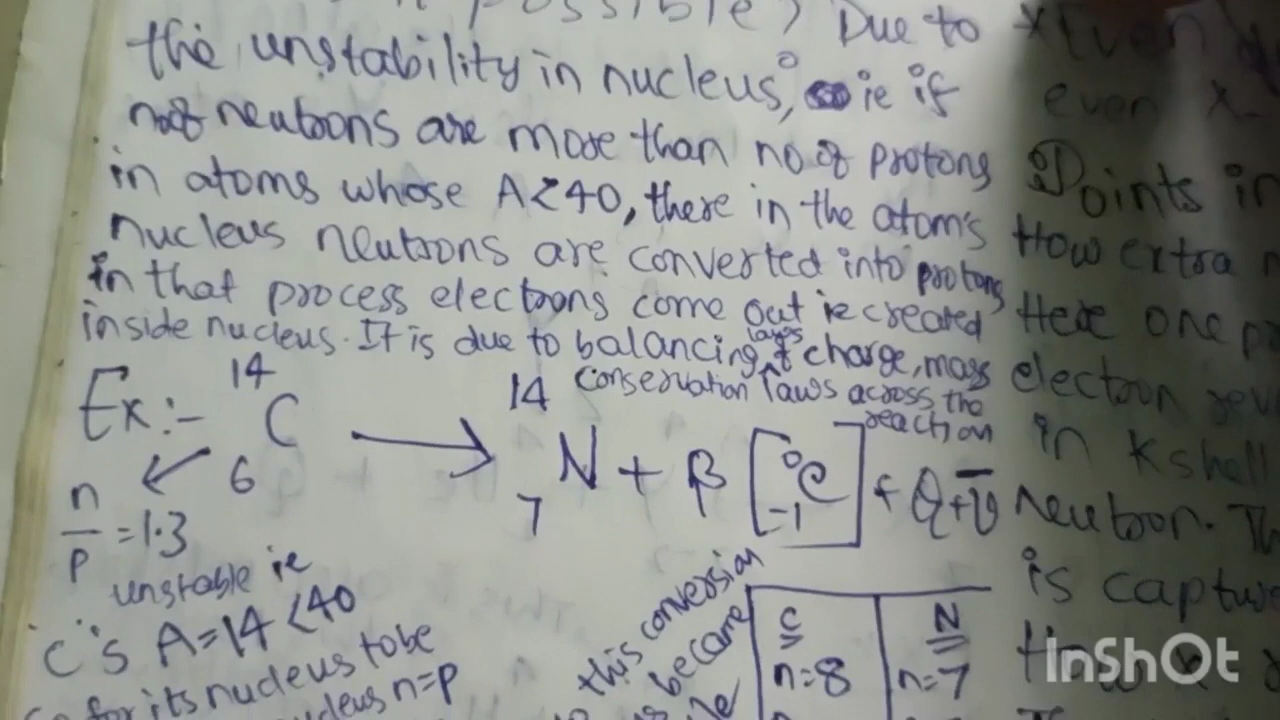 possible? Due to
the unstability in nucleus, ie if
no of neutrons are more than no of protons
in atoms whose A<40, there in the atom's
nucleus neutrons are converted into protons
in that process electrons come out ie created
inside nucleus. It is due to balancing laws of charge, mass
conservation laws across the
reaction
Ex:- 14 6 C → 14 7 N + β [0 -1 e] + Q + ν̄
n/p = 1.3
unstable ie
'C's A=14<40
for its nucleus to be
n=p
this conversion
became
C N
n=8 n=7
even x
Points in
How extra
Here one
electron
in K shell
neutron.
is
InShOt